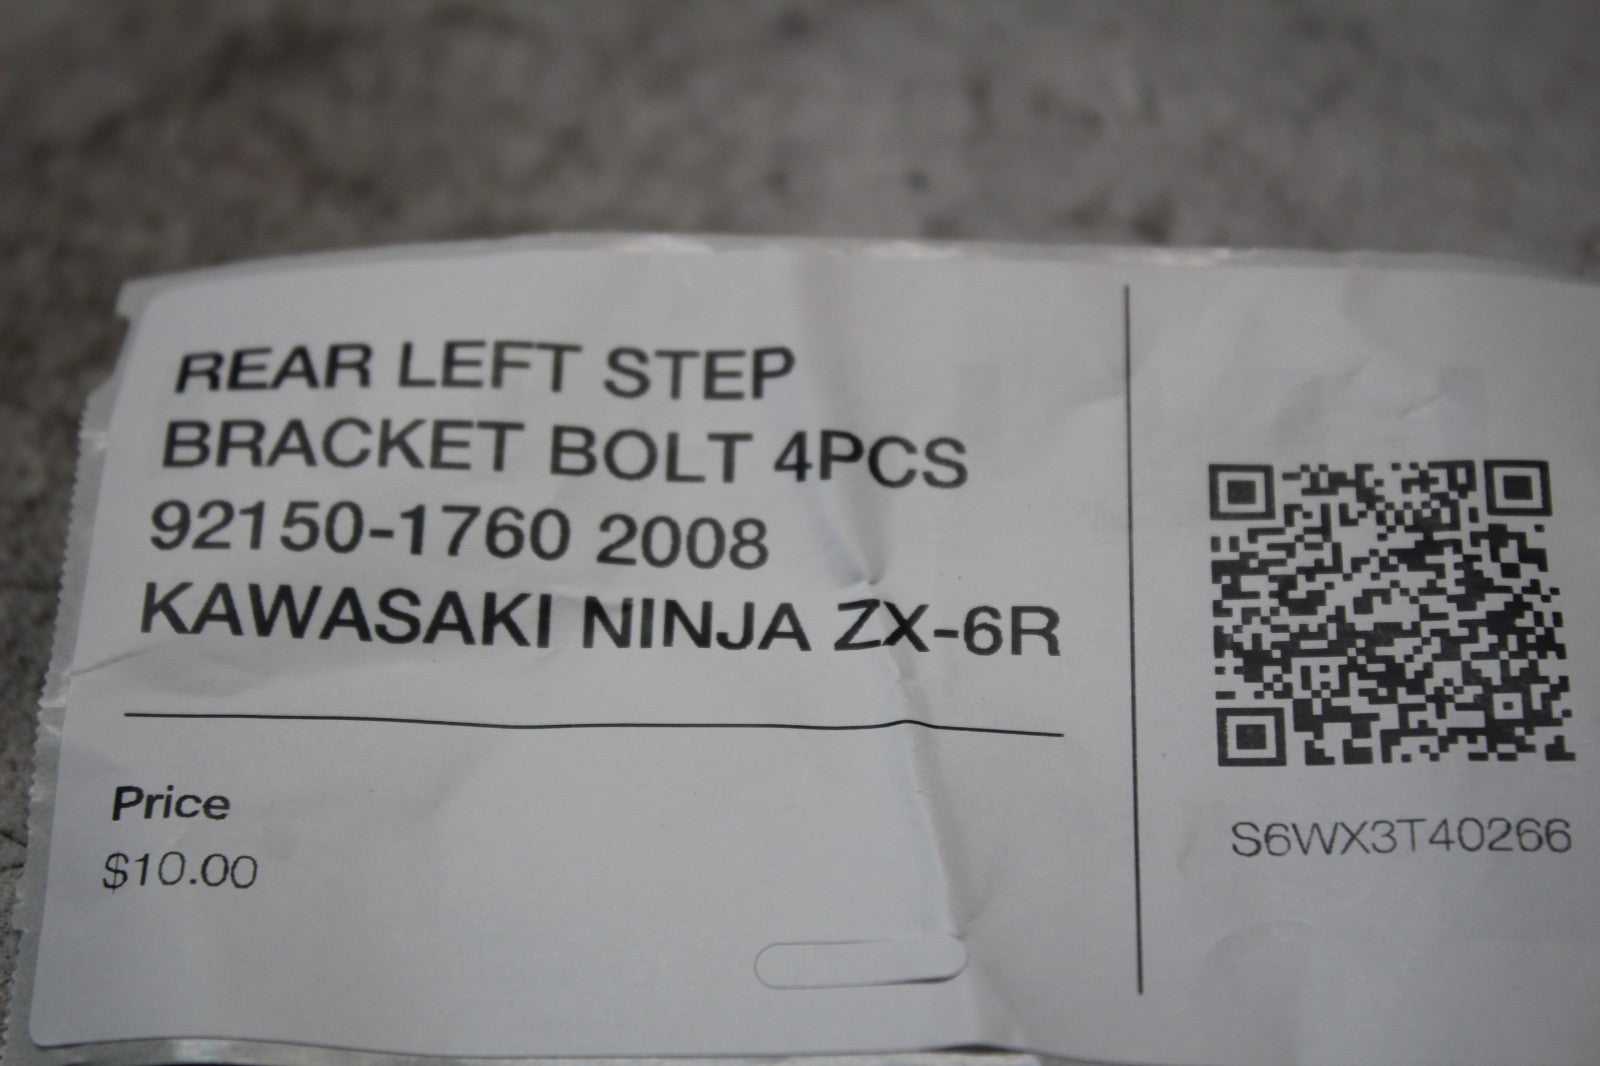 REAR LEFT STEP
BRACKET BOLT 4PCS
92150-1760 2008
KAWASAKI NINJA ZX-6R
Price
$10.00
S6WX3T40266